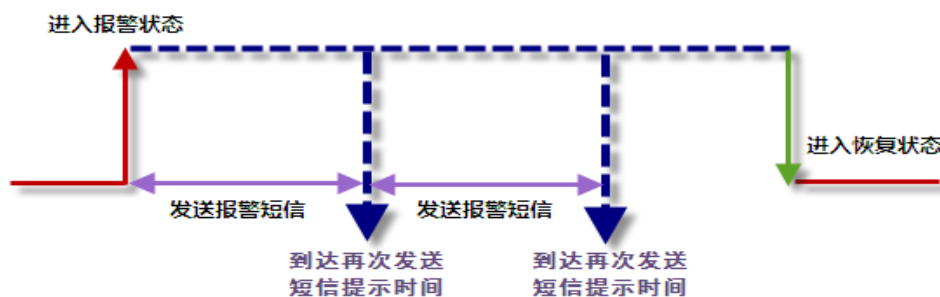 进入报警状态
进入恢复状态
发送报警短信
发送报警短信
到达再次发送
短信提示时间
到达再次发送
短信提示时间